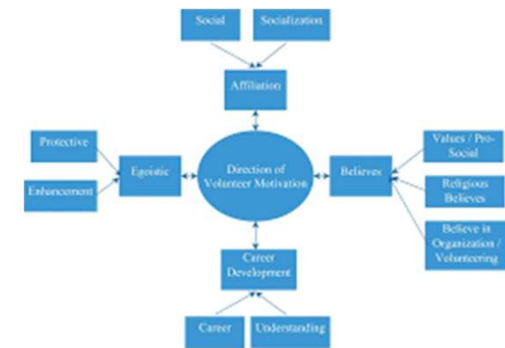 Social
Socialization
Affiliation
Protective
Egoistic
Enhancement
Direction of
Volunteer Motivation
Believes
Values / Pro-
Social
Religious
Believes
Believe in
Organization /
Volunteering
Career
Development
Career
Understanding